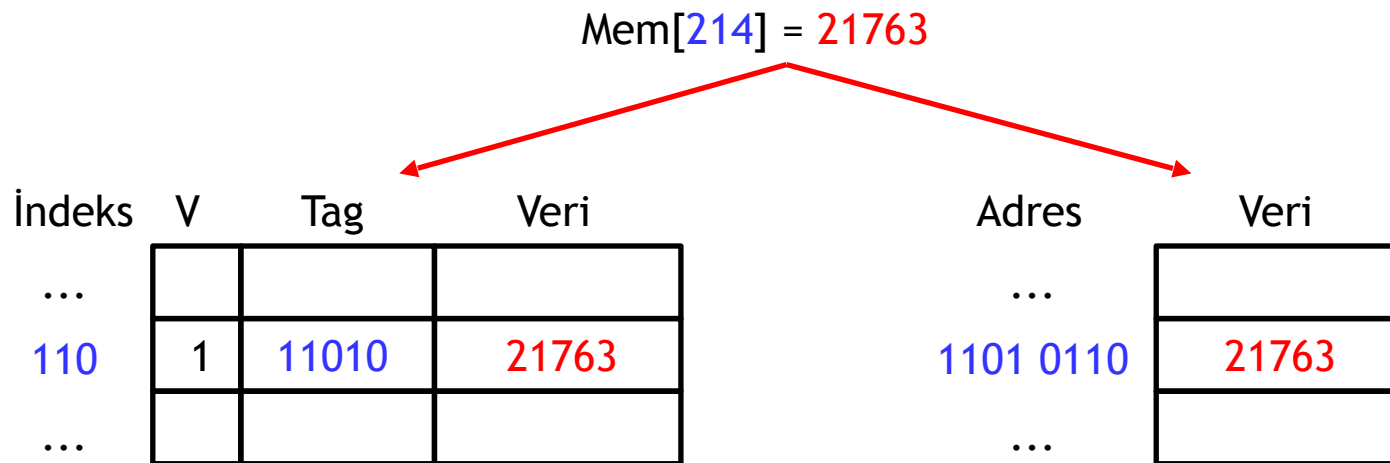 Mem[214] = 21763
İndeks V Tag Veri Adres Veri
... ...
110 1 11010 21763 1101 0110 21763
... ...